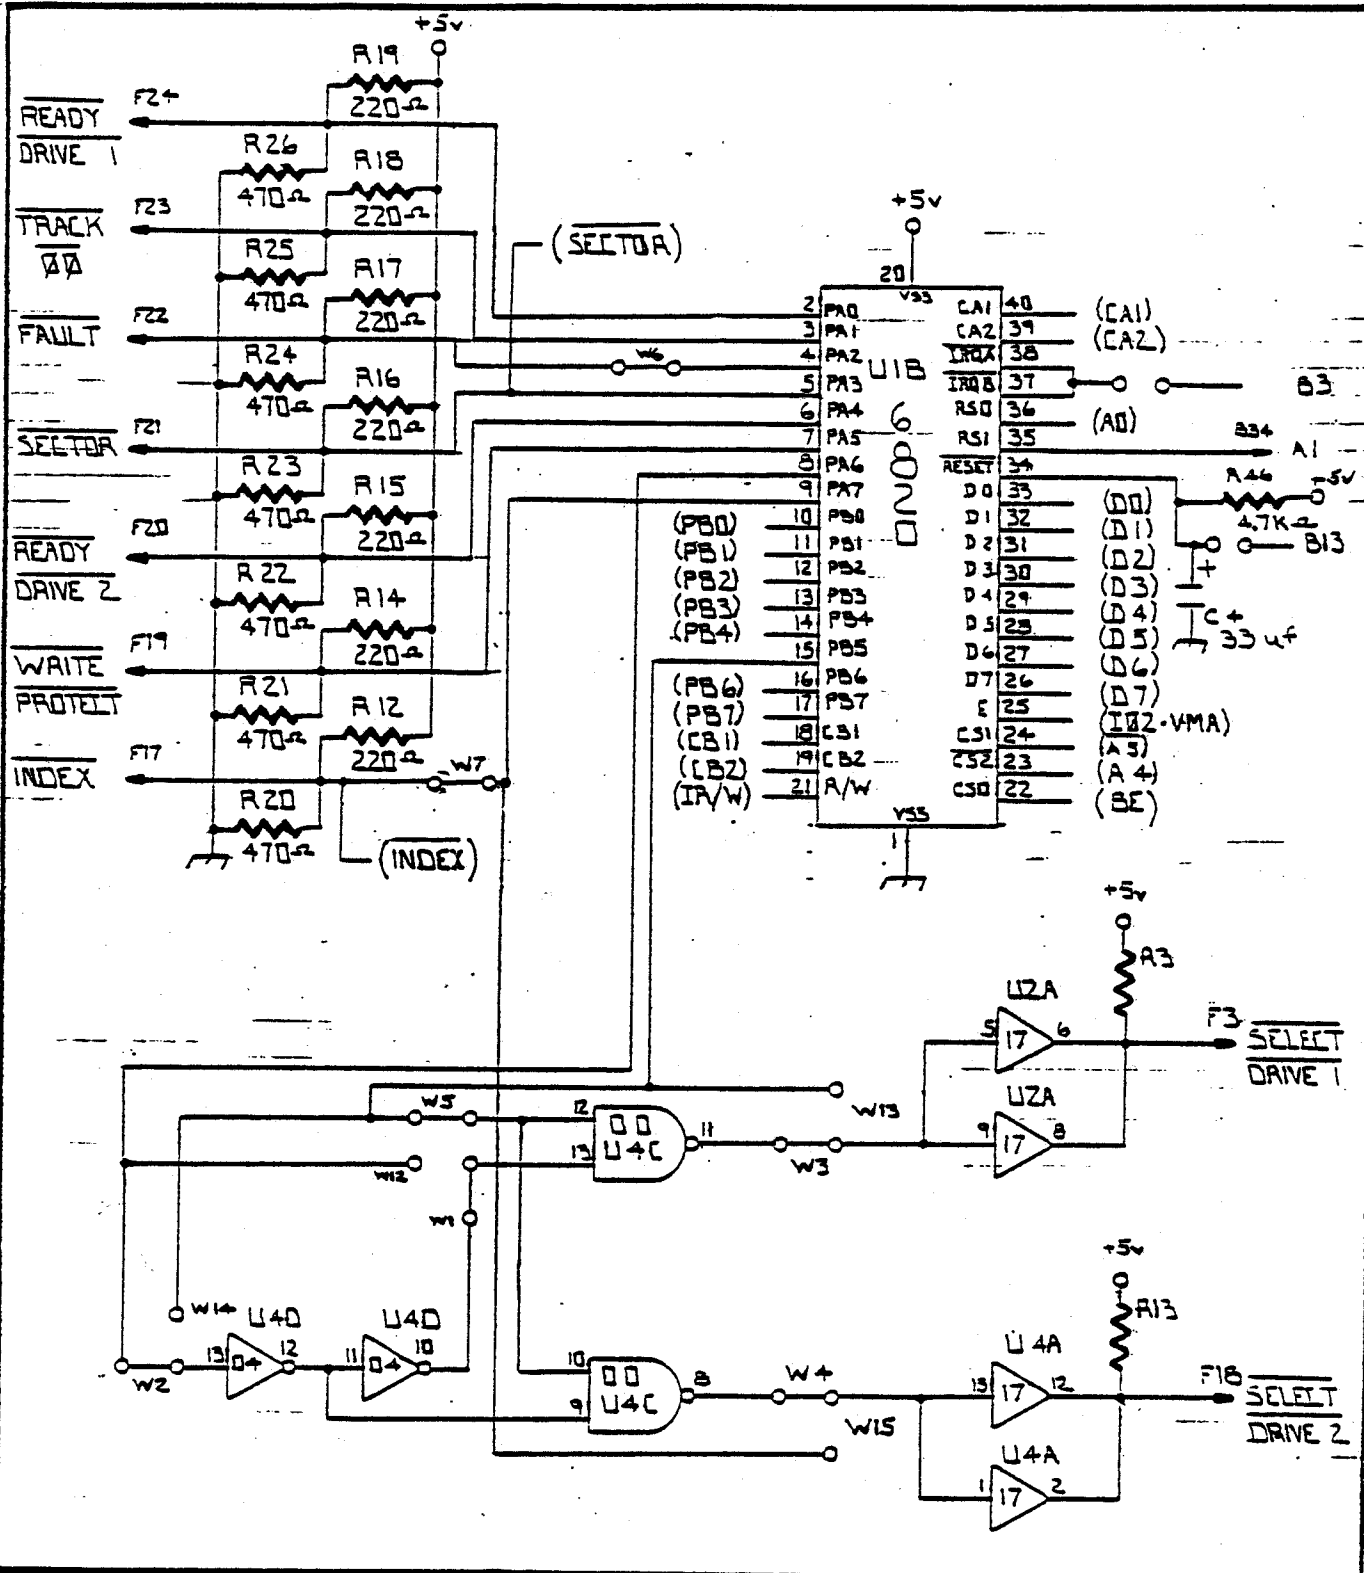 +5v
R19
220Ω
F24
READY
DRIVE 1
R26
470Ω
R18
220Ω
F23
TRACK
00
R25
470Ω
R17
220Ω
(SECTOR)
F22
FAULT
R24
470Ω
W6
R16
220Ω
F21
SECTOR
R23
470Ω
R15
220Ω
F20
READY
DRIVE 2
R22
470Ω
R14
220Ω
F19
WRITE
PROTECT
R21
470Ω
R12
220Ω
F17
INDEX
W7
R20
470Ω
(INDEX)
+5v
20
VSS
U1B
6820
2 PA0
3 PA1
4 PA2
5 PA3
6 PA4
7 PA5
8 PA6
9 PA7
(PB0) 10 PB0
(PB1) 11 PB1
(PB2) 12 PB2
(PB3) 13 PB3
(PB4) 14 PB4
15 PB5
(PB6) 16 PB6
(PB7) 17 PB7
(CB1) 18 CB1
(CB2) 19 CB2
(IR/W) 21 R/W
CA1 40 (CA1)
CA2 39 (CA2)
IRQA 38
IRQB 37 B3
RS0 36 (A0)
RS1 35 B34 A1
RESET 34
R46
4.7KΩ
+5v
B13
+
C4
33uf
D0 33 (D0)
D1 32 (D1)
D2 31 (D2)
D3 30 (D3)
D4 29 (D4)
D5 28 (D5)
D6 27 (D6)
D7 26 (D7)
E 25 (IØ2·VMA)
CS1 24 (A5)
CS2 23 (A4)
CS0 22 (BE)
VSS
1
+5v
R3
U2A
5 17 6
F3
SELECT
DRIVE 1
U2A
9 17 8
W5
12
13
00
U4C
11
W13
W3
W12
W1
W14
W2
U4D
13 04 12
U4D
11 04 10
10
9
00
U4C
8
W4
W15
+5v
R13
U4A
13 17 12
F18
SELECT
DRIVE 2
U4A
1 17 2